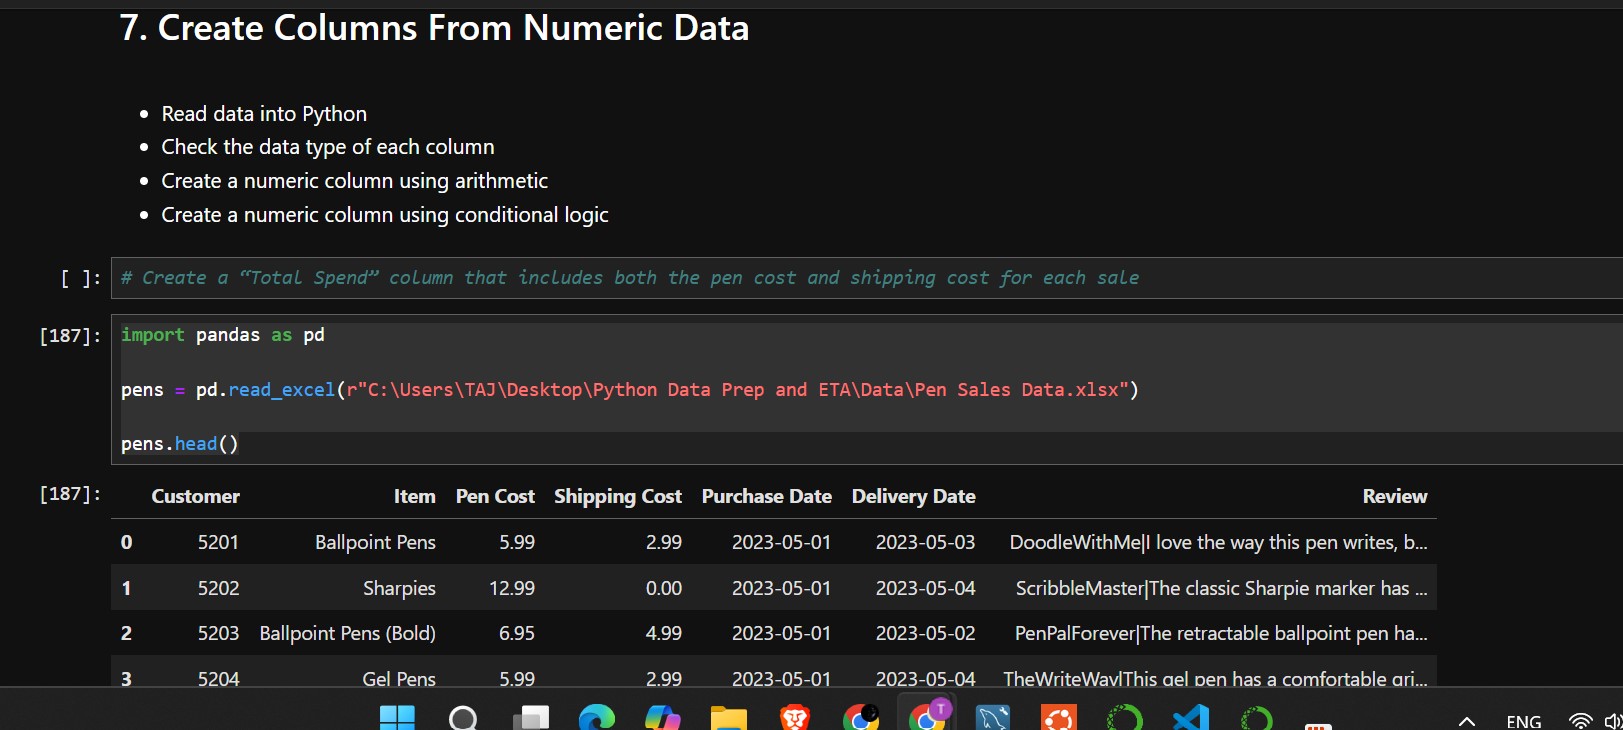 7. Create Columns From Numeric Data
Read data into Python
Check the data type of each column
Create a numeric column using arithmetic
Create a numeric column using conditional logic
[ ]: # Create a “Total Spend” column that includes both the pen cost and shipping cost for each sale
[187]: import pandas as pd
pens = pd.read_excel(r"C:\Users\TAJ\Desktop\Python Data Prep and ETA\Data\Pen Sales Data.xlsx")
pens.head()
[187]: Customer Item Pen Cost Shipping Cost Purchase Date Delivery Date Review
0 5201 Ballpoint Pens 5.99 2.99 2023-05-01 2023-05-03 DoodleWithMe|I love the way this pen writes, b...
1 5202 Sharpies 12.99 0.00 2023-05-01 2023-05-04 ScribbleMaster|The classic Sharpie marker has ...
2 5203 Ballpoint Pens (Bold) 6.95 4.99 2023-05-01 2023-05-02 PenPalForever|The retractable ballpoint pen ha...
3 5204 Gel Pens 5.99 2.99 2023-05-01 2023-05-04 TheWriteWay|This gel pen has a comfortable gri...
T
ENG